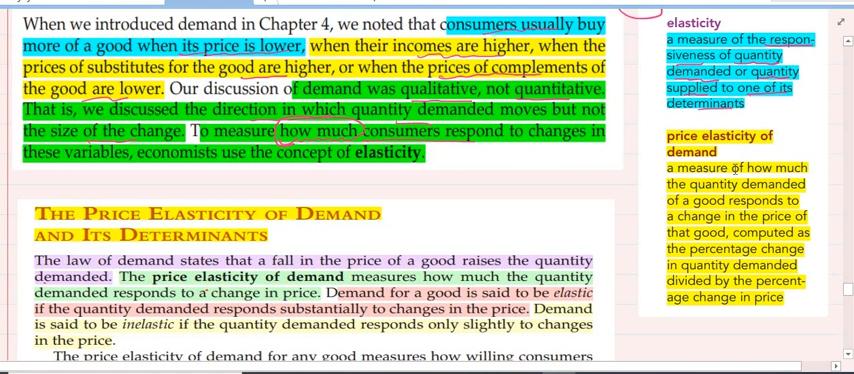 When we introduced demand in Chapter 4, we noted that consumers usually buy
more of a good when its price is lower, when their incomes are higher, when the
prices of substitutes for the good are higher, or when the prices of complements of
the good are lower. Our discussion of demand was qualitative, not quantitative.
That is, we discussed the direction in which quantity demanded moves but not
the size of the change. To measure how much consumers respond to changes in
these variables, economists use the concept of elasticity.
THE PRICE ELASTICITY OF DEMAND
AND ITS DETERMINANTS
The law of demand states that a fall in the price of a good raises the quantity
demanded. The price elasticity of demand measures how much the quantity
demanded responds to a change in price. Demand for a good is said to be elastic
if the quantity demanded responds substantially to changes in the price. Demand
is said to be inelastic if the quantity demanded responds only slightly to changes
in the price.
The price elasticity of demand for any good measures how willing consumers
elasticity
a measure of the respon-
siveness of quantity
demanded or quantity
supplied to one of its
determinants
price elasticity of
demand
a measure of how much
the quantity demanded
of a good responds to
a change in the price of
that good, computed as
the percentage change
in quantity demanded
divided by the percent-
age change in price